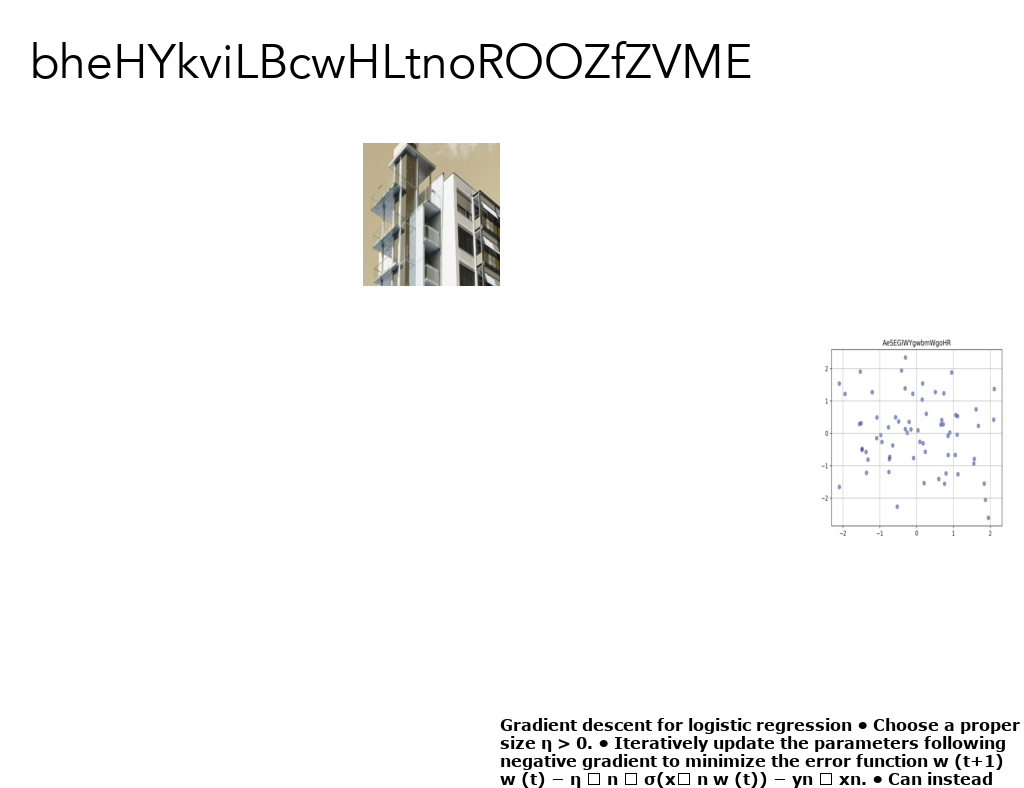 bheHYkviLBcwHLtnoROOZfZVME
AeSEGIWYgwbmWgoHR
2
1
0
−1
−2
−2 −1 0 1 2
Gradient descent for logistic regression • Choose a proper
size η > 0. • Iteratively update the parameters following
negative gradient to minimize the error function w (t+1)
w (t) − η □ n □ σ(x□ n w (t)) − yn □ xn. • Can instead